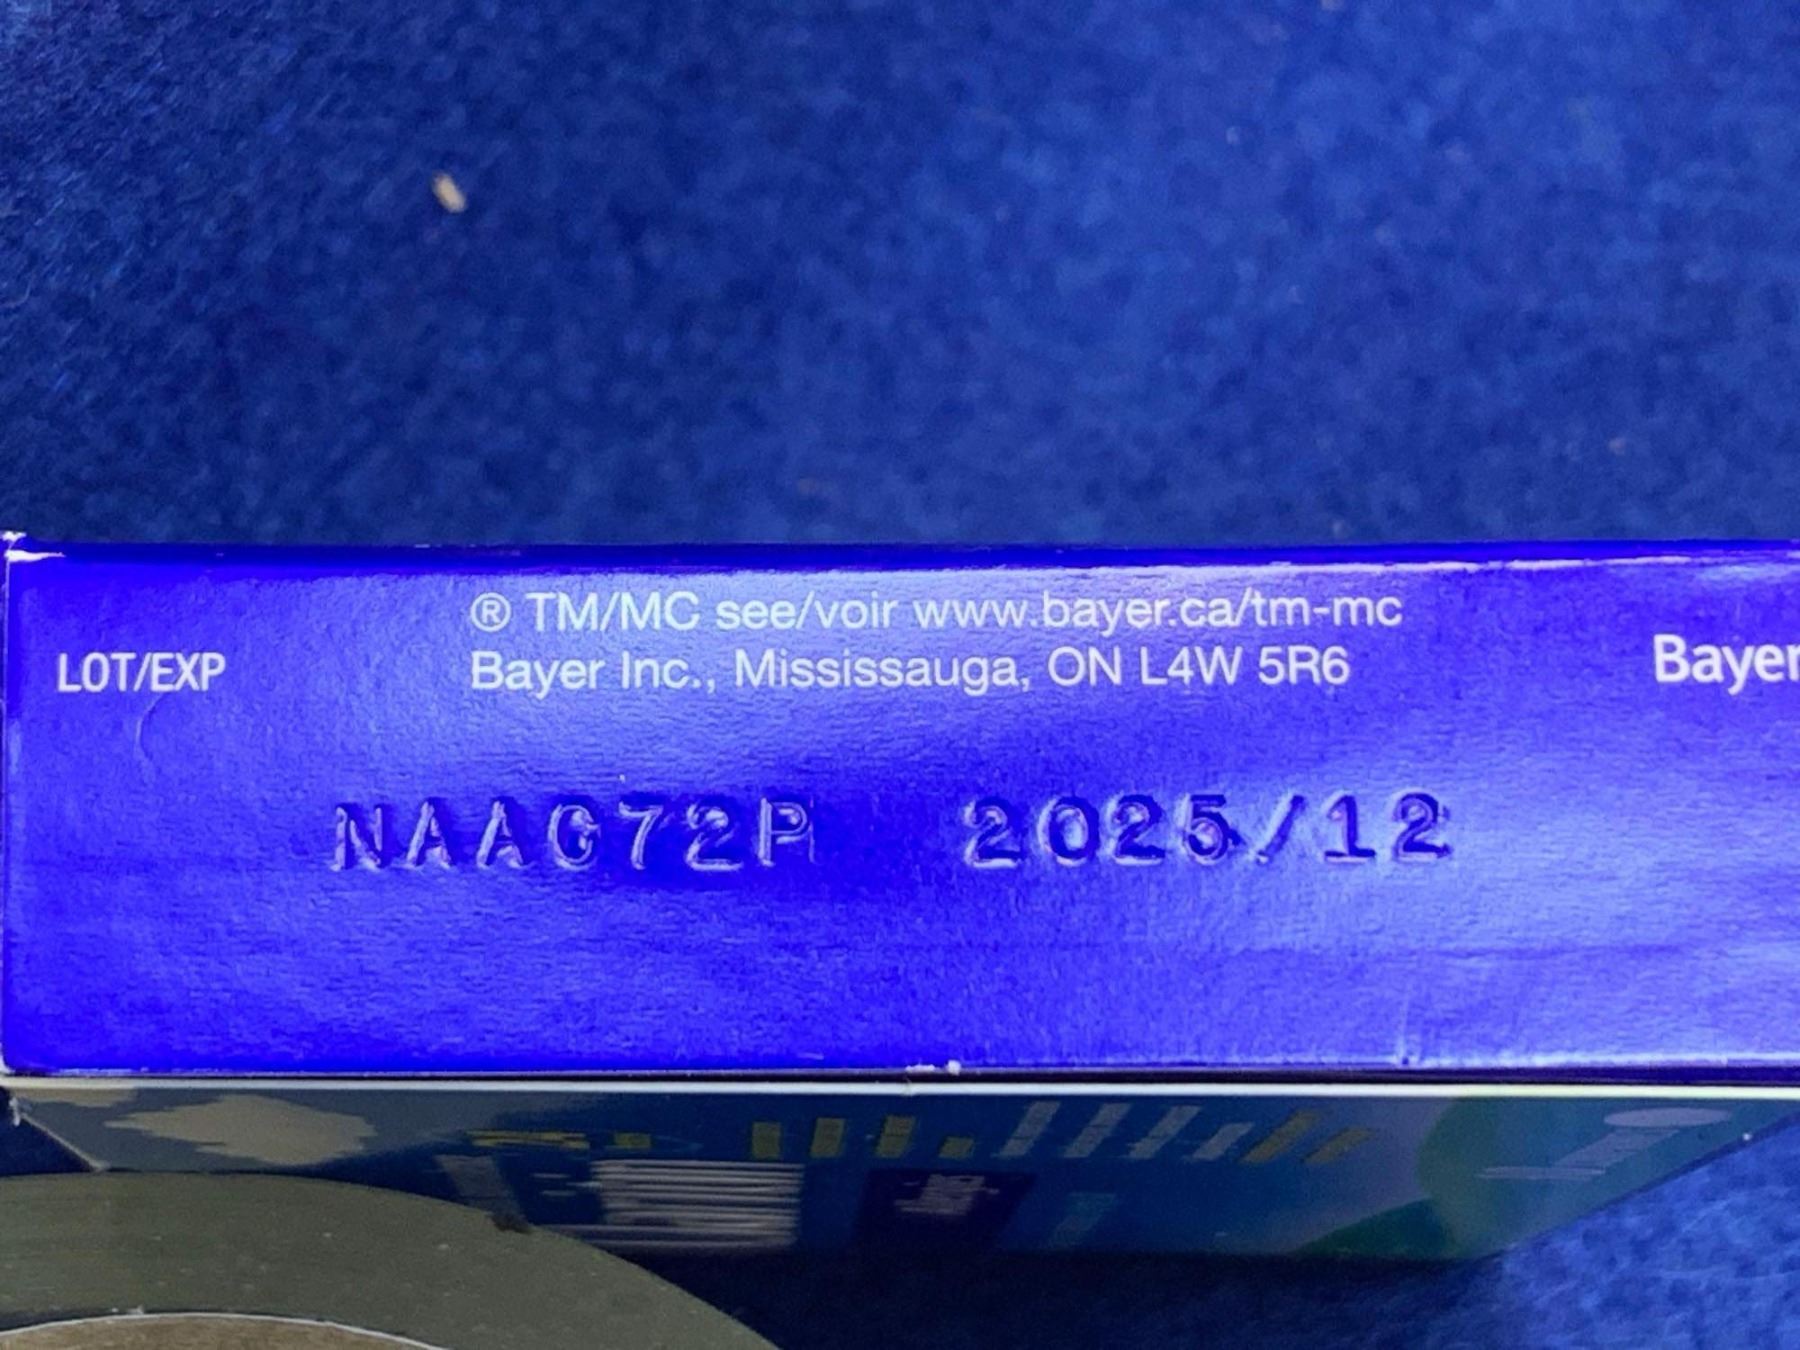 ® TM/MC see/voir www.bayer.ca/tm-mc
LOT/EXP
Bayer Inc., Mississauga, ON L4W 5R6
Bayer
NAAG72P 2025/12